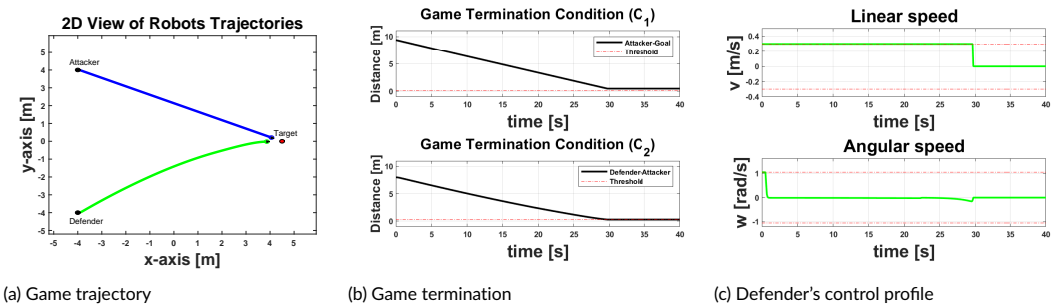 2D View of Robots Trajectories
y-axis [m]
5
4
3
2
1
0
-1
-2
-3
-4
-5
Attacker
Target
Defender
-5 -4 -3 -2 -1 0 1 2 3 4 5
x-axis [m]
(a) Game trajectory
Game Termination Condition (C1)
Distance [m]
10
5
0
Attacker-Goal
Threshold
0 5 10 15 20 25 30 35 40
time [s]
Game Termination Condition (C2)
Distance [m]
10
5
0
Defender-Attacker
Threshold
0 5 10 15 20 25 30 35 40
time [s]
(b) Game termination
Linear speed
v [m/s]
0.4
0.2
0
-0.2
-0.4
0 5 10 15 20 25 30 35 40
time [s]
Angular speed
w [rad/s]
1
0
-1
0 5 10 15 20 25 30 35 40
time [s]
(c) Defender's control profile